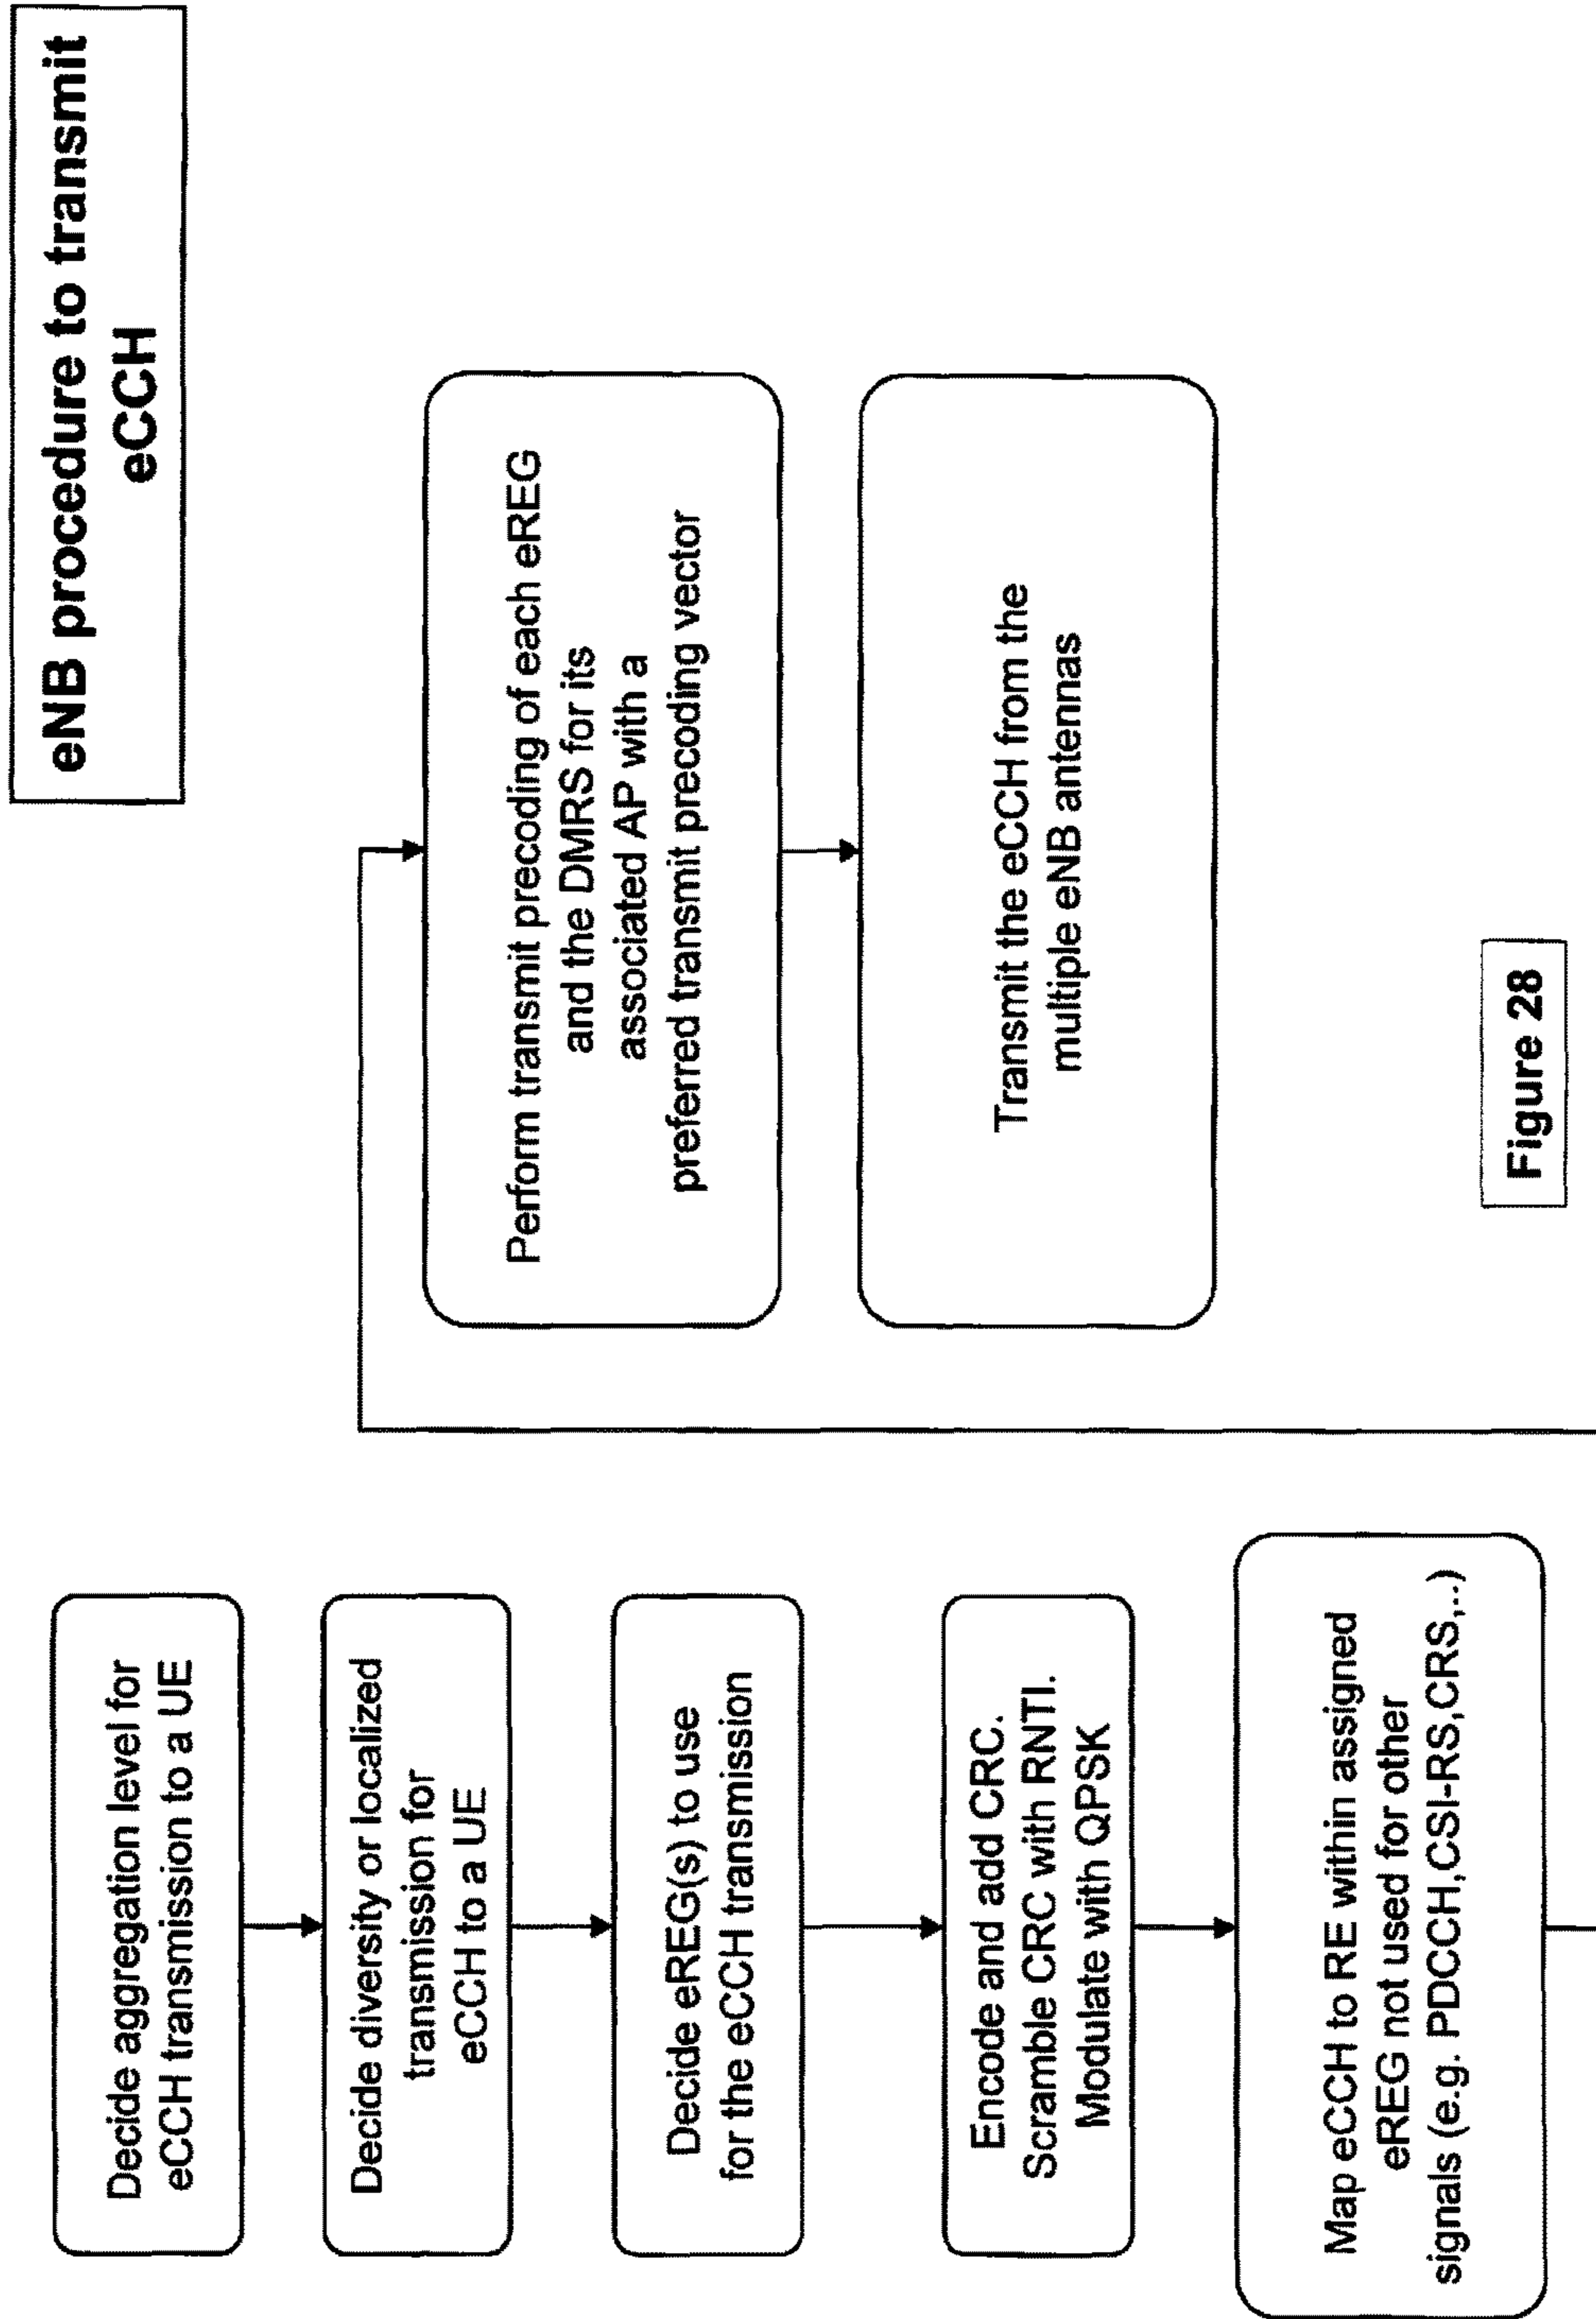 eNB procedure to transmit
eCCH
Decide aggregation level for
eCCH transmission to a UE
Decide diversity or localized
transmission for
eCCH to a UE
Decide eREG(s) to use
for the eCCH transmission
Encode and add CRC.
Scramble CRC with RNTI.
Modulate with QPSK
Map eCCH to RE within assigned
eREG not used for other
signals (e.g. PDCCH,CSI-RS,CRS,..)
Perform transmit precoding of each eREG
and the DMRS for its
associated AP with a
preferred transmit precoding vector
Transmit the eCCH from the
multiple eNB antennas
Figure 28